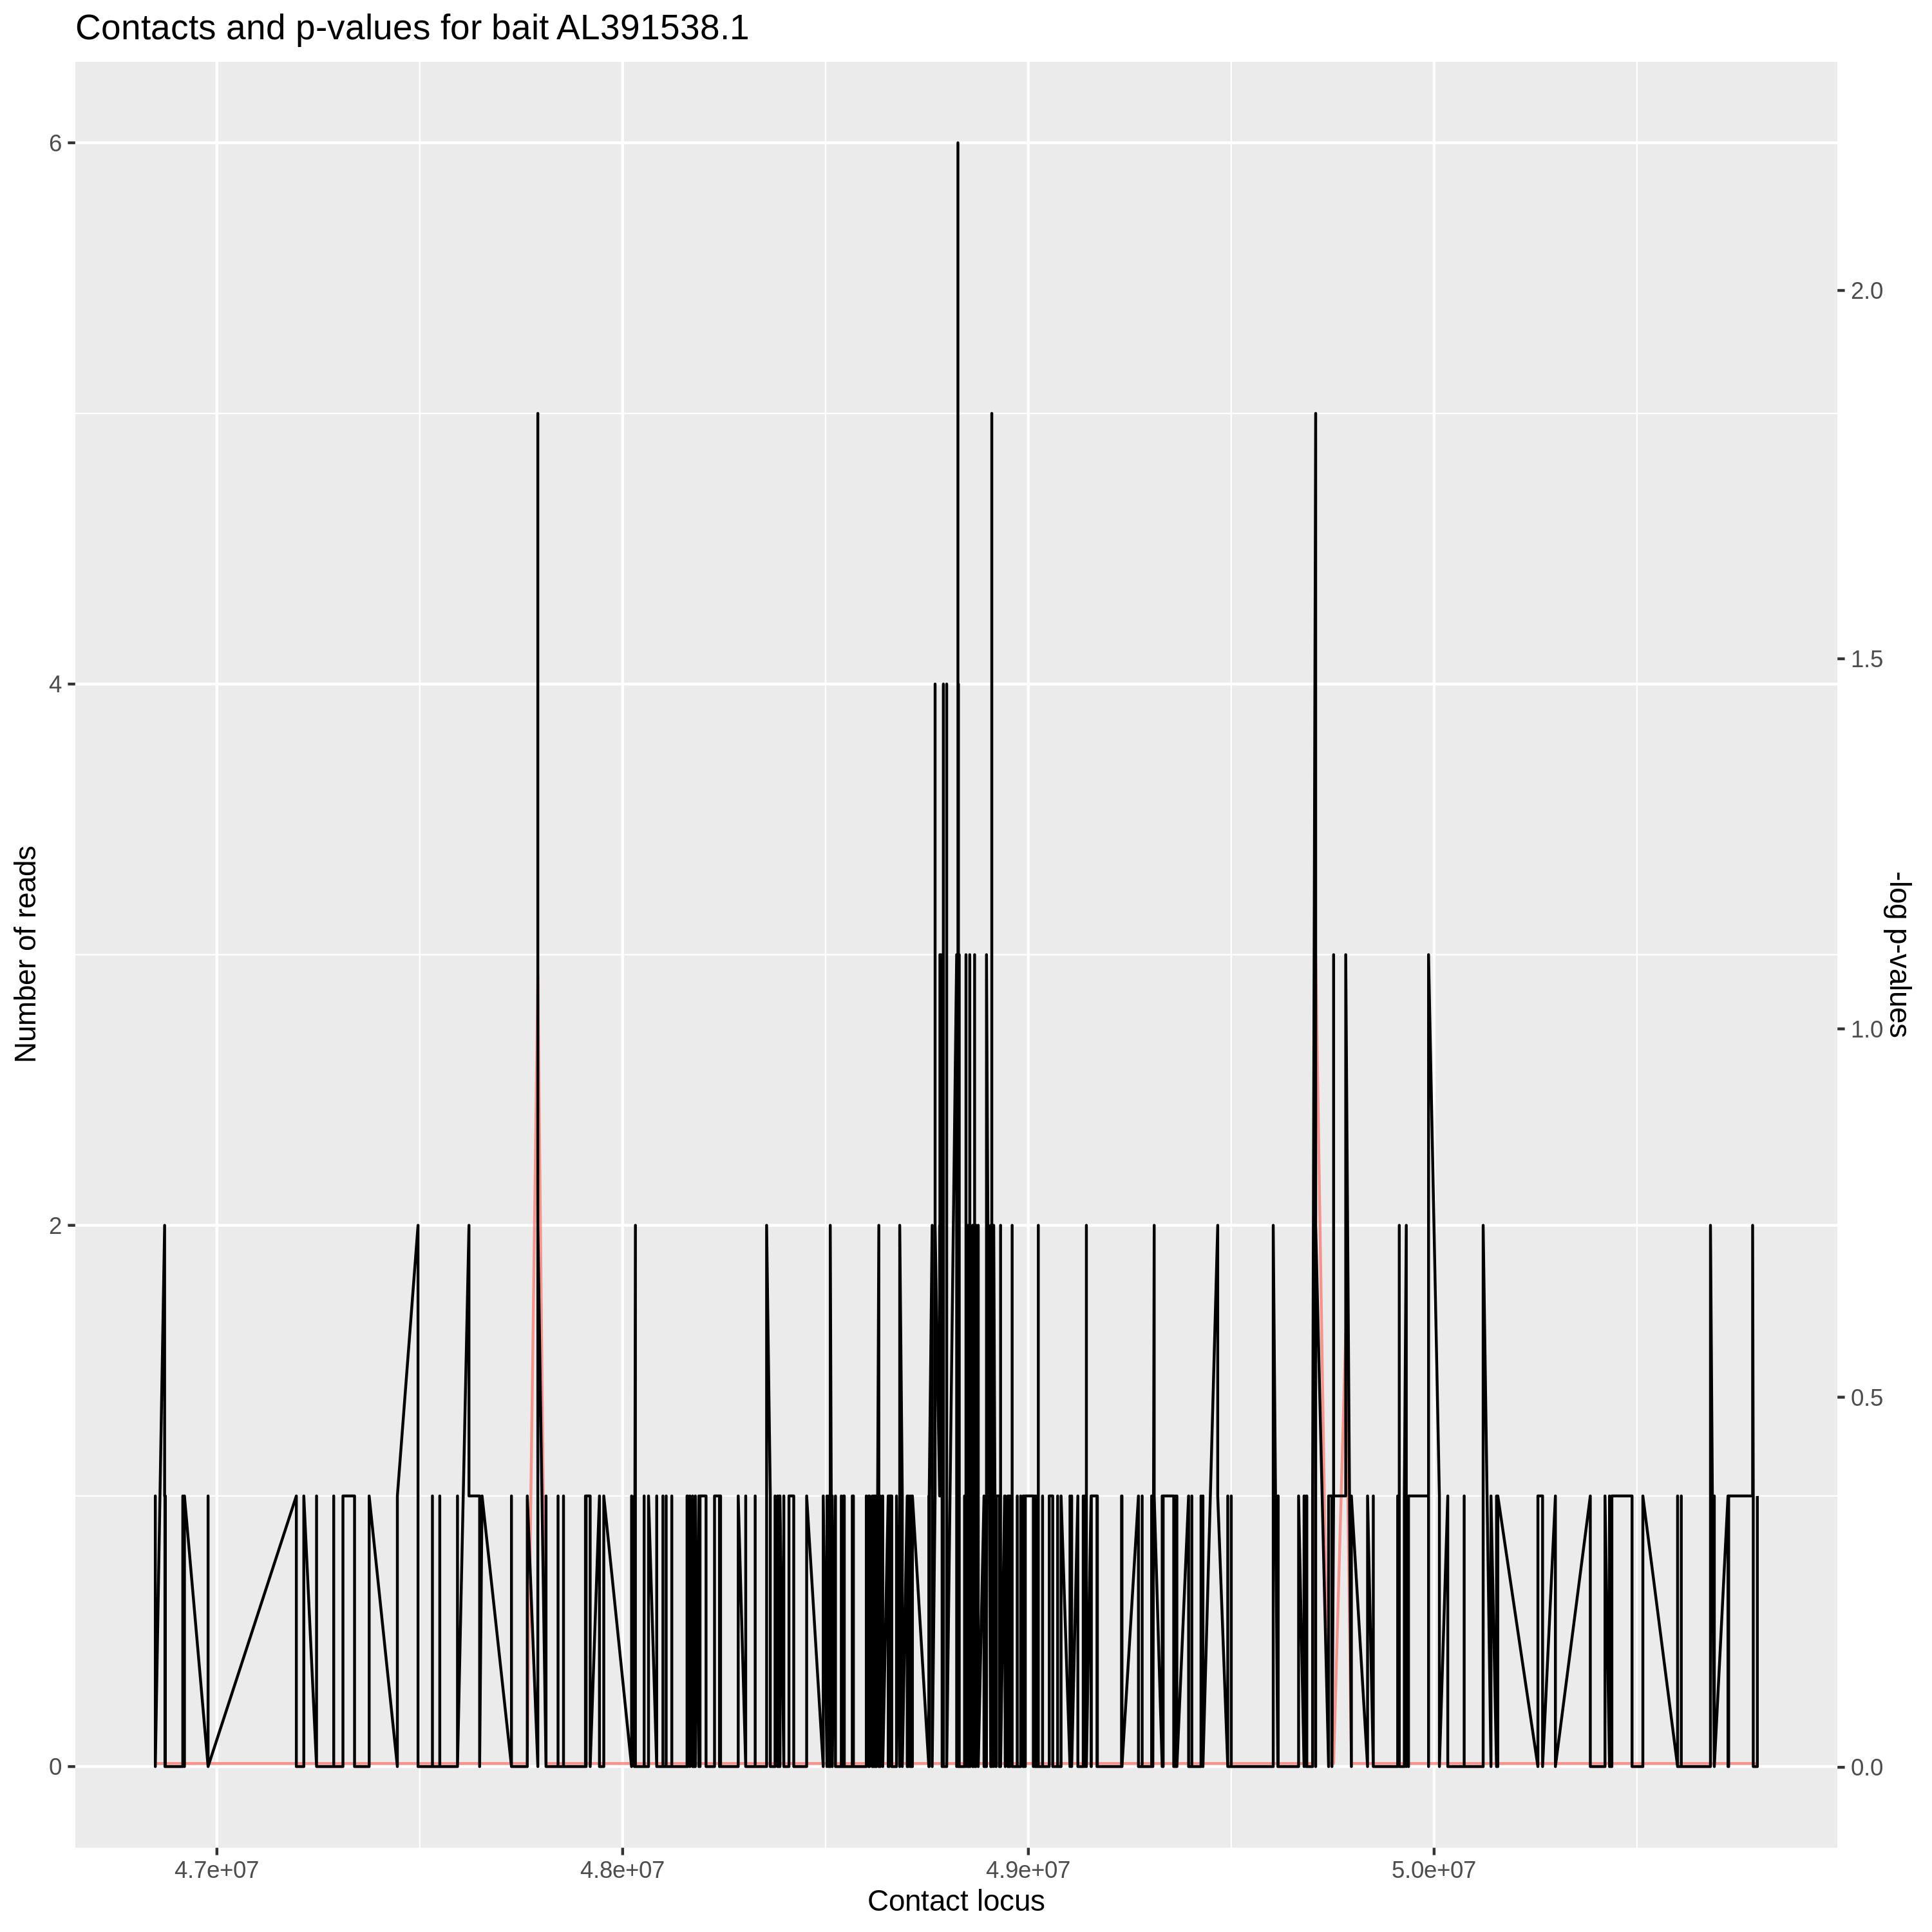 Contacts and p-values for bait AL391538.1
6
4
2
0
Number of reads
2.0
1.5
1.0
0.5
0.0
-log p-values
4.7e+07
4.8e+07
4.9e+07
5.0e+07
Contact locus